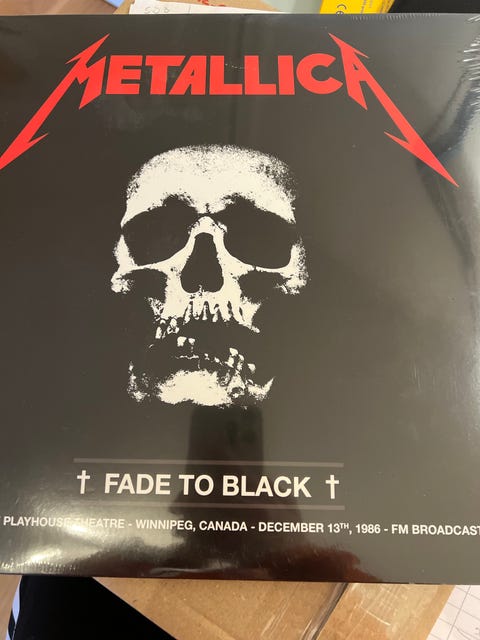 METALLICA
† FADE TO BLACK †
PLAYHOUSE THEATRE - WINNIPEG, CANADA - DECEMBER 13TH, 1986 - FM BROADCAST